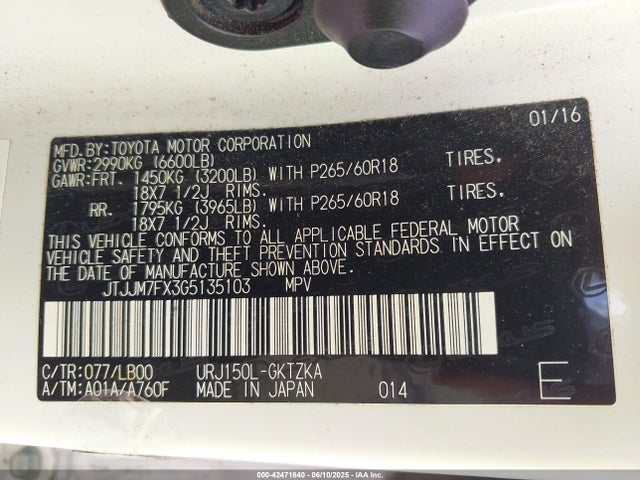 01/16
MFD. BY:TOYOTA MOTOR CORPORATION
GVWR:2990KG (6600LB)
GAWR:FRT. 1450KG (3200LB) WITH P265/60R18 TIRES.
18X7 1/2J RIMS.
RR. 1795KG (3965LB) WITH P265/60R18 TIRES.
18X7 1/2J RIMS.
THIS VEHICLE CONFORMS TO ALL APPLICABLE FEDERAL MOTOR
VEHICLE SAFETY AND THEFT PREVENTION STANDARDS IN EFFECT ON
THE DATE OF MANUFACTURE SHOWN ABOVE.
JTJJM7FX3G5135103 MPV
C/TR:077/LB00 URJ150L-GKTZKA
A/TM:A01A/A760F MADE IN JAPAN 014 E
000-42471840 - 06/10/2025 - IAA Inc.